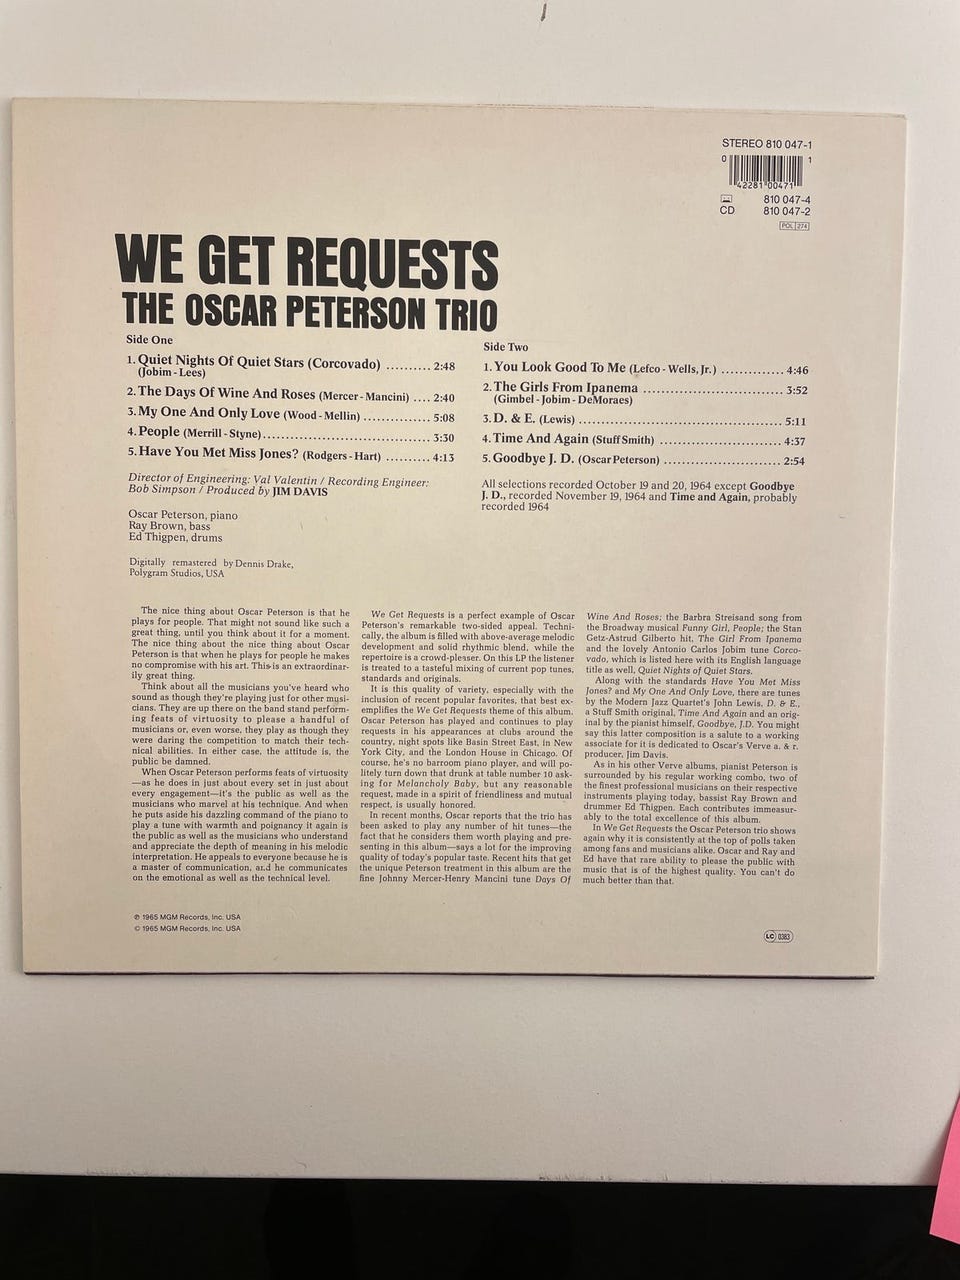 STEREO 810 047-1
0 42281 00471 1
810 047-4
CD 810 047-2
POL 274
WE GET REQUESTS
THE OSCAR PETERSON TRIO
Side One
1. Quiet Nights Of Quiet Stars (Corcovado) .......... 2:48
(Jobim - Lees)
2. The Days Of Wine And Roses (Mercer - Mancini) .... 2:40
3. My One And Only Love (Wood - Mellin) .............. 5:08
4. People (Merrill - Styne) .................................. 3:30
5. Have You Met Miss Jones? (Rodgers - Hart) .......... 4:13
Director of Engineering: Val Valentin / Recording Engineer:
Bob Simpson / Produced by JIM DAVIS
Oscar Peterson, piano
Ray Brown, bass
Ed Thigpen, drums
Digitally remastered by Dennis Drake,
Polygram Studios, USA
Side Two
1. You Look Good To Me (Lefco - Wells, Jr.) ............. 4:46
2. The Girls From Ipanema ................................. 3:52
(Gimbel - Jobim - DeMoraes)
3. D. & E. (Lewis) .............................................. 5:11
4. Time And Again (Stuff Smith) ......................... 4:37
5. Goodbye J. D. (Oscar Peterson) ........................ 2:54
All selections recorded October 19 and 20, 1964 except Goodbye
J. D., recorded November 19, 1964 and Time and Again, probably
recorded 1964
The nice thing about Oscar Peterson is that he
plays for people. That might not sound like such a
great thing, until you think about it for a moment.
The nice thing about the nice thing about Oscar
Peterson is that when he plays for people he makes
no compromise with his art. This is an extraordinar-
ily great thing.
Think about all the musicians you've heard who
sound as though they're playing just for other musi-
cians. They are up there on the band stand perform-
ing feats of virtuosity to please a handful of
musicians or, even worse, they play as though they
were daring the competition to match their tech-
nical abilities. In either case, the attitude is, the
public be damned.
When Oscar Peterson performs feats of virtuosity
—as he does in just about every set in just about
every engagement—it's the public as well as the
musicians who marvel at his technique. And when
he puts aside his dazzling command of the piano to
play a tune with warmth and poignancy it again is
the public as well as the musicians who understand
and appreciate the depth of meaning in his melodic
interpretation. He appeals to everyone because he is
a master of communication, and he communicates
on the emotional as well as the technical level.
We Get Requests is a perfect example of Oscar
Peterson's remarkable two-sided appeal. Techni-
cally, the album is filled with above-average melodic
development and solid rhythmic blend, while the
repertoire is a crowd-plesser. On this LP the listener
is treated to a tasteful mixing of current pop tunes,
standards and originals.
It is this quality of variety, especially with the
inclusion of recent popular favorites, that best ex-
emplifies the We Get Requests theme of this album.
Oscar Peterson has played and continues to play
requests in his appearances at clubs around the
country, night spots like Basin Street East, in New
York City, and the London House in Chicago. Of
course, he's no barroom piano player, and will po-
litely turn down that drunk at table number 10 ask-
ing for Melancholy Baby, but any reasonable
request, made in a spirit of friendliness and mutual
respect, is usually honored.
In recent months, Oscar reports that the trio has
been asked to play any number of hit tunes—the
fact that he considers them worth playing and pre-
senting in this album—says a lot for the improving
quality of today's popular taste. Recent hits that get
the unique Peterson treatment in this album are the
fine Johnny Mercer-Henry Mancini tune Days Of
Wine And Roses; the Barbra Streisand song from
the Broadway musical Funny Girl, People; the Stan
Getz-Astrud Gilberto hit, The Girl From Ipanema
and the lovely Antonio Carlos Jobim tune Corco-
vado, which is listed here with its English language
title as well, Quiet Nights of Quiet Stars.
Along with the standards Have You Met Miss
Jones? and My One And Only Love, there are tunes
by the Modern Jazz Quartet's John Lewis, D. & E.,
a Stuff Smith original, Time And Again and an orig-
inal by the pianist himself, Goodbye, J.D. You might
say this latter composition is a salute to a working
associate for it is dedicated to Oscar's Verve a. & r.
producer, Jim Davis.
As in his other Verve albums, pianist Peterson is
surrounded by his regular working combo, two of
the finest professional musicians on their respective
instruments playing today, bassist Ray Brown and
drummer Ed Thigpen. Each contributes immeasur-
ably to the total excellence of this album.
In We Get Requests the Oscar Peterson trio shows
again why it is consistently at the top of polls taken
among fans and musicians alike. Oscar and Ray and
Ed have that rare ability to please the public with
music that is of the highest quality. You can't do
much better than that.
℗ 1965 MGM Records, Inc. USA
© 1965 MGM Records, Inc. USA
LC 0383